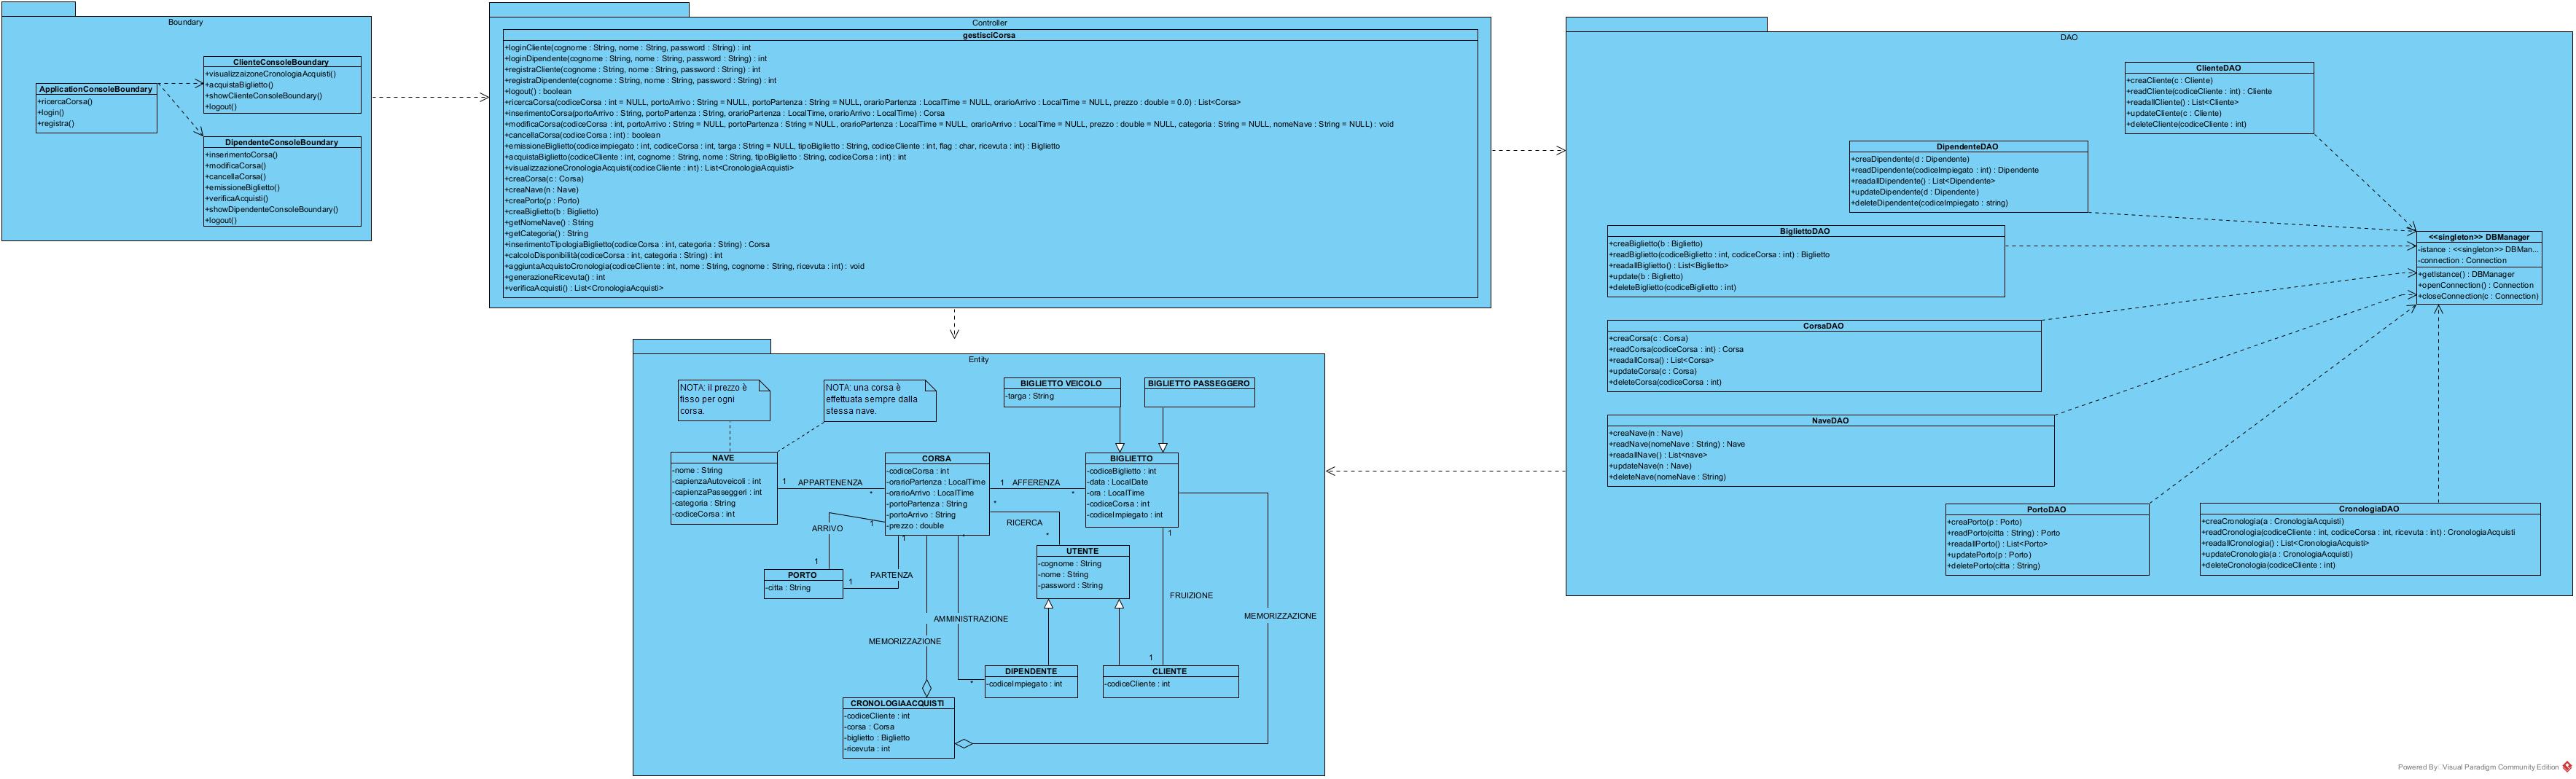 Boundary
ApplicationConsoleBoundary
+ricercaCorsa()
+login()
+registra()
ClienteConsoleBoundary
+visualizzaizoneCronologiaAcquisti()
+acquistaBiglietto()
+showClienteConsoleBoundary()
+logout()
DipendenteConsoleBoundary
+inserimentoCorsa()
+modificaCorsa()
+cancellaCorsa()
+emissioneBiglietto()
+verificaAcquisti()
+showDipendenteConsoleBoundary()
+logout()
Controller
gestisciCorsa
+loginCliente(cognome : String, nome : String, password : String) : int
+loginDipendente(cognome : String, nome : String, password : String) : int
+registraCliente(cognome : String, nome : String, password : String) : int
+registraDipendente(cognome : String, nome : String, password : String) : int
+logout() : boolean
+ricercaCorsa(codiceCorsa : int = NULL, portoArrivo : String = NULL, portoPartenza : String = NULL, orarioPartenza : LocalTime = NULL, orarioArrivo : LocalTime = NULL, prezzo : double = 0.0) : List<Corsa>
+inserimentoCorsa(portoArrivo : String, portoPartenza : String, orarioPartenza : LocalTime, orarioArrivo : LocalTime) : Corsa
+modificaCorsa(codiceCorsa : int, portoArrivo : String = NULL, portoPartenza : String = NULL, orarioPartenza : LocalTime = NULL, orarioArrivo : LocalTime = NULL, prezzo : double = NULL, categoria : String = NULL, nomeNave : String = NULL) : void
+cancellaCorsa(codiceCorsa : int) : boolean
+emissioneBiglietto(codiceimpiegato : int, codiceCorsa : int, targa : String = NULL, tipoBiglietto : String, codiceCliente : int, flag : char, ricevuta : int) : Biglietto
+acquistaBiglietto(codiceCliente : int, cognome : String, nome : String, tipoBiglietto : String, codiceCorsa : int) : int
+visualizzazioneCronologiaAcquisti(codiceCliente : int) : List<CronologiaAcquisti>
+creaCorsa(c : Corsa)
+creaNave(n : Nave)
+creaPorto(p : Porto)
+creaBiglietto(b : Biglietto)
+getNomeNave() : String
+getCategoria() : String
+inserimentoTipologiaBiglietto(codiceCorsa : int, categoria : String) : Corsa
+calcoloDisponibilità(codiceCorsa : int, categoria : String) : int
+aggiuntaAcquistoCronologia(codiceCliente : int, nome : String, cognome : String, ricevuta : int) : void
+generazioneRicevuta() : int
+verificaAcquisti() : List<CronologiaAcquisti>
DAO
ClienteDAO
+creaCliente(c : Cliente)
+readCliente(codiceCliente : int) : Cliente
+readallCliente() : List<Cliente>
+updateCliente(c : Cliente)
+deleteCliente(codiceCliente : int)
DipendenteDAO
+creaDipendente(d : Dipendente)
+readDipendente(codiceImpiegato : int) : Dipendente
+readallDipendente() : List<Dipendente>
+updateDipendente(d : Dipendente)
+deleteDipendente(codiceImpiegato : string)
BigliettoDAO
+creaBiglietto(b : Biglietto)
+readBiglietto(codiceBiglietto : int, codiceCorsa : int) : Biglietto
+readallBiglietto() : List<Biglietto>
+update(b : Biglietto)
+deleteBiglietto(codiceBiglietto : int)
<<singleton>> DBManager
-istance : <<singleton>> DBMan...
-connection : Connection
+getIstance() : DBManager
+openConnection() : Connection
+closeConnection(c : Connection)
CorsaDAO
+creaCorsa(c : Corsa)
+readCorsa(codiceCorsa : int) : Corsa
+readallCorsa() : List<Corsa>
+updateCorsa(c : Corsa)
+deleteCorsa(codiceCorsa : int)
NaveDAO
+creaNave(n : Nave)
+readNave(nomeNave : String) : Nave
+readallNave() : List<nave>
+updateNave(n : Nave)
+deleteNave(nomeNave : String)
PortoDAO
+creaPorto(p : Porto)
+readPorto(citta : String) : Porto
+readallPorto() : List<Porto>
+updatePorto(p : Porto)
+deletePorto(citta : String)
CronologiaDAO
+creaCronologia(a : CronologiaAcquisti)
+readCronologia(codiceCliente : int, codiceCorsa : int, ricevuta : int) : CronologiaAcquisti
+readallCronologia() : List<CronologiaAcquisti>
+updateCronologia(a : CronologiaAcquisti)
+deleteCronologia(codiceCliente : int)
Entity
NOTA: il prezzo è
fisso per ogni
corsa.
NOTA: una corsa è
effettuata sempre dalla
stessa nave.
BIGLIETTO VEICOLO
-targa : String
BIGLIETTO PASSEGGERO
NAVE
-nome : String
-capienzaAutoveicoli : int
-capienzaPasseggeri : int
-categoria : String
-codiceCorsa : int
1 APPARTENENZA *
CORSA
-codiceCorsa : int
-orarioPartenza : LocalTime
-orarioArrivo : LocalTime
-portoPartenza : String
-portoArrivo : String
-prezzo : double
1 AFFERENZA *
BIGLIETTO
-codiceBiglietto : int
-data : LocalDate
-ora : LocalTime
-codiceCorsa : int
-codiceImpiegato : int
* RICERCA *
1 ARRIVO 1
1 PARTENZA 1
PORTO
-citta : String
UTENTE
-cognome : String
-nome : String
-password : String
1 FRUIZIONE 1
MEMORIZZAZIONE
* AMMINISTRAZIONE *
MEMORIZZAZIONE
DIPENDENTE
-codiceImpiegato : int
CLIENTE
-codiceCliente : int
CRONOLOGIAACQUISTI
-codiceCliente : int
-corsa : Corsa
-biglietto : Biglietto
-ricevuta : int
Powered By Visual Paradigm Community Edition